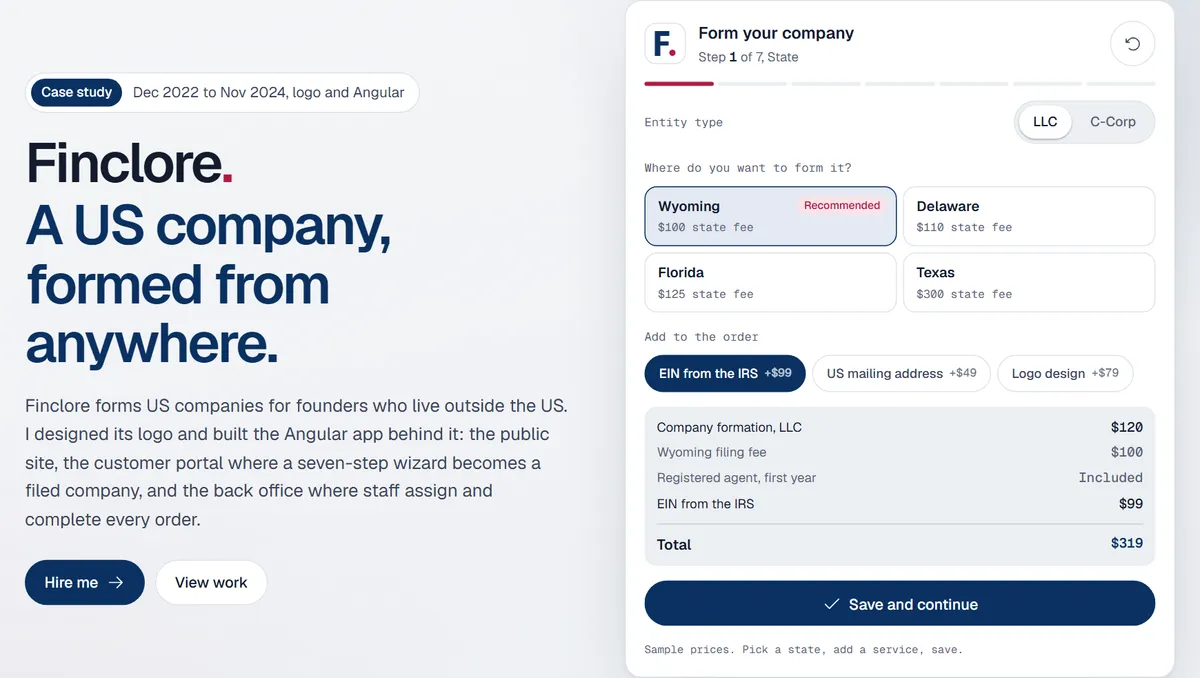 Case study Dec 2022 to Nov 2024, logo and Angular
Finclore.
A US company,
formed from
anywhere.
Finclore forms US companies for founders who live outside the US.
I designed its logo and built the Angular app behind it: the public
site, the customer portal where a seven-step wizard becomes a
filed company, and the back office where staff assign and
complete every order.
Hire me
View work
F.
Form your company
Step 1 of 7, State
Entity type
LLC
C-Corp
Where do you want to form it?
Wyoming
Recommended
$100 state fee
Delaware
$110 state fee
Florida
$125 state fee
Texas
$300 state fee
Add to the order
EIN from the IRS +$99
US mailing address +$49
Logo design +$79
Company formation, LLC $120
Wyoming filing fee $100
Registered agent, first year Included
EIN from the IRS $99
Total $319
Save and continue
Sample prices. Pick a state, add a service, save.